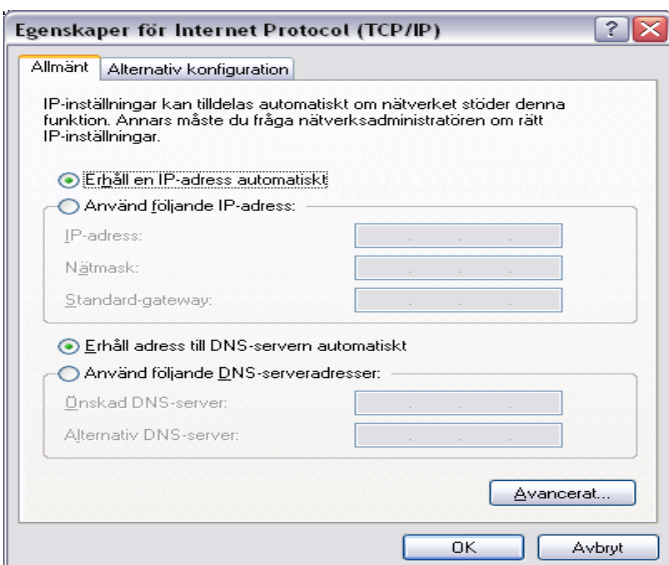 Egenskaper för Internet Protocol (TCP/IP)
Allmänt
Alternativ konfiguration
IP-inställningar kan tilldelas automatiskt om nätverket stöder denna
funktion. Annars måste du fråga nätverksadministratören om rätt
IP-inställningar.
Erhåll en IP-adress automatiskt
Använd följande IP-adress:
IP-adress:
Nätmask:
Standard-gateway:
Erhåll adress till DNS-servern automatiskt
Använd följande DNS-serveradresser:
Önskad DNS-server:
Alternativ DNS-server:
Avancerat...
OK
Avbryt